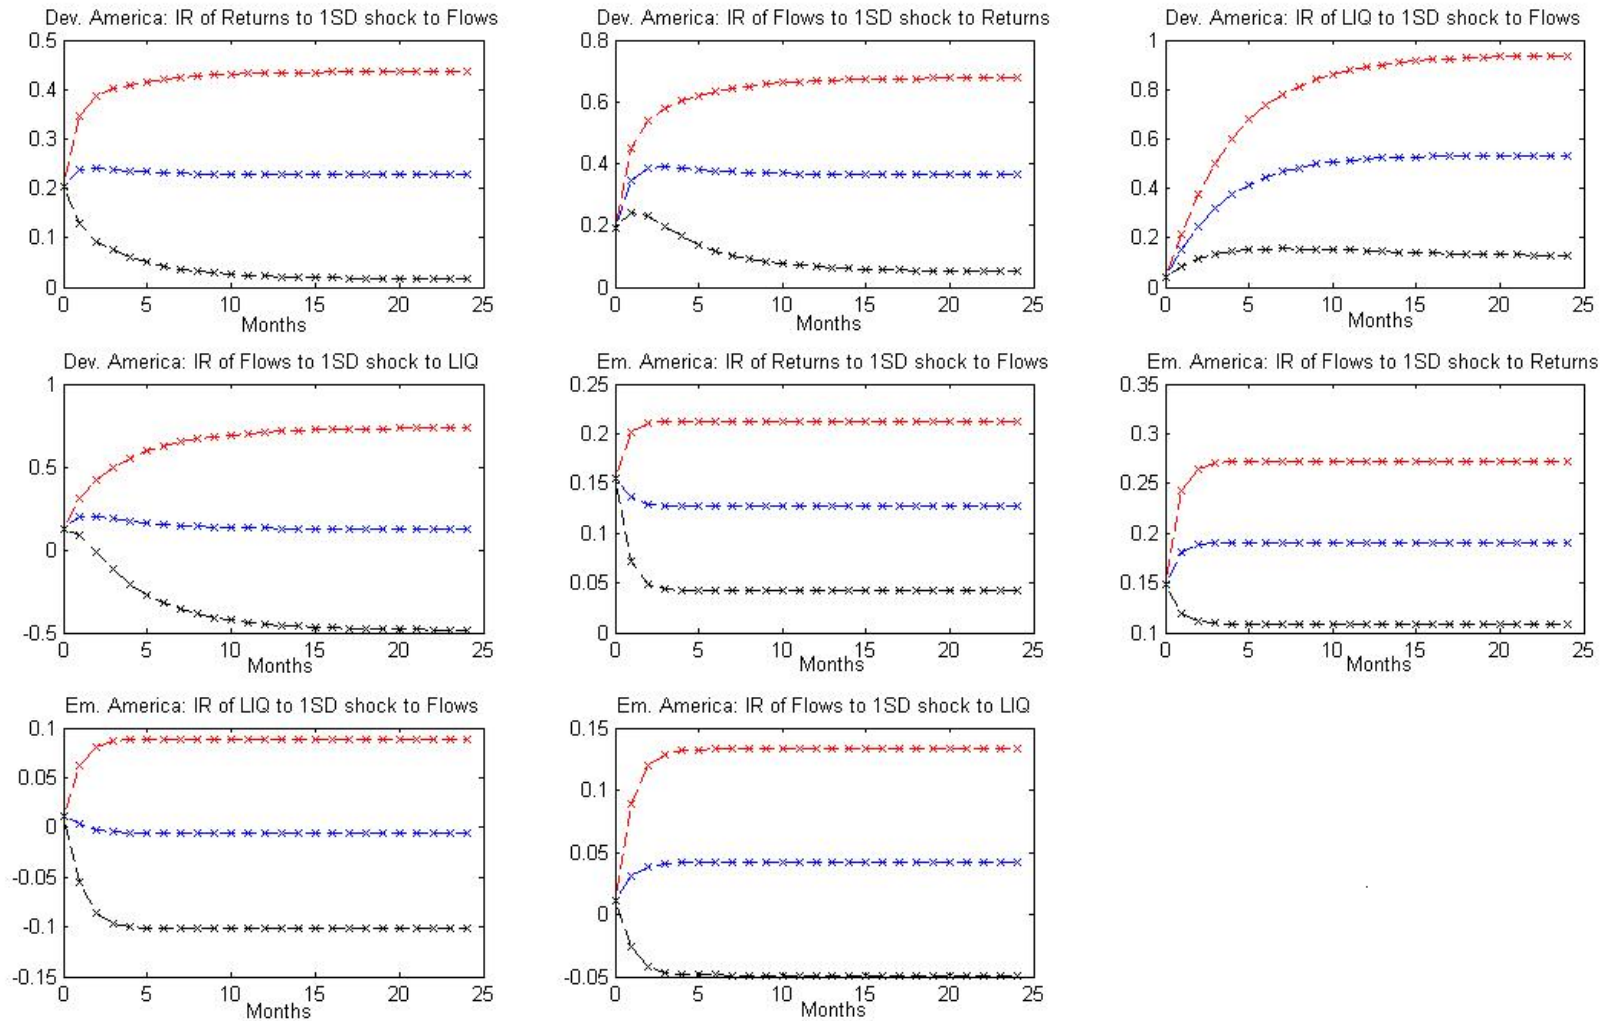 Dev. America: IR of Returns to 1SD shock to Flows
0.5
0.4
0.3
0.2
0.1
0
0 5 10 15 20 25
Months
Dev. America: IR of Flows to 1SD shock to Returns
0.8
0.6
0.4
0.2
0
0 5 10 15 20 25
Months
Dev. America: IR of LIQ to 1SD shock to Flows
1
0.8
0.6
0.4
0.2
0
0 5 10 15 20 25
Months
Dev. America: IR of Flows to 1SD shock to LIQ
1
0.5
0
-0.5
0 5 10 15 20 25
Months
Em. America: IR of Returns to 1SD shock to Flows
0.25
0.2
0.15
0.1
0.05
0
0 5 10 15 20 25
Months
Em. America: IR of Flows to 1SD shock to Returns
0.35
0.3
0.25
0.2
0.15
0.1
0 5 10 15 20 25
Months
Em. America: IR of LIQ to 1SD shock to Flows
0.1
0.05
0
-0.05
-0.1
-0.15
0 5 10 15 20 25
Months
Em. America: IR of Flows to 1SD shock to LIQ
0.15
0.1
0.05
0
-0.05
0 5 10 15 20 25
Months